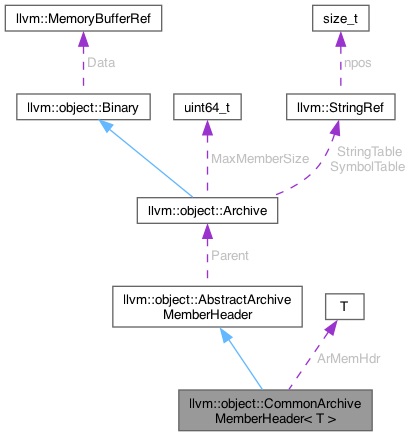 llvm::MemoryBufferRef
size_t
Data
npos
llvm::object::Binary
uint64_t
llvm::StringRef
MaxMemberSize
StringTable
SymbolTable
llvm::object::Archive
Parent
llvm::object::AbstractArchive
MemberHeader
T
ArMemHdr
llvm::object::CommonArchive
MemberHeader< T >